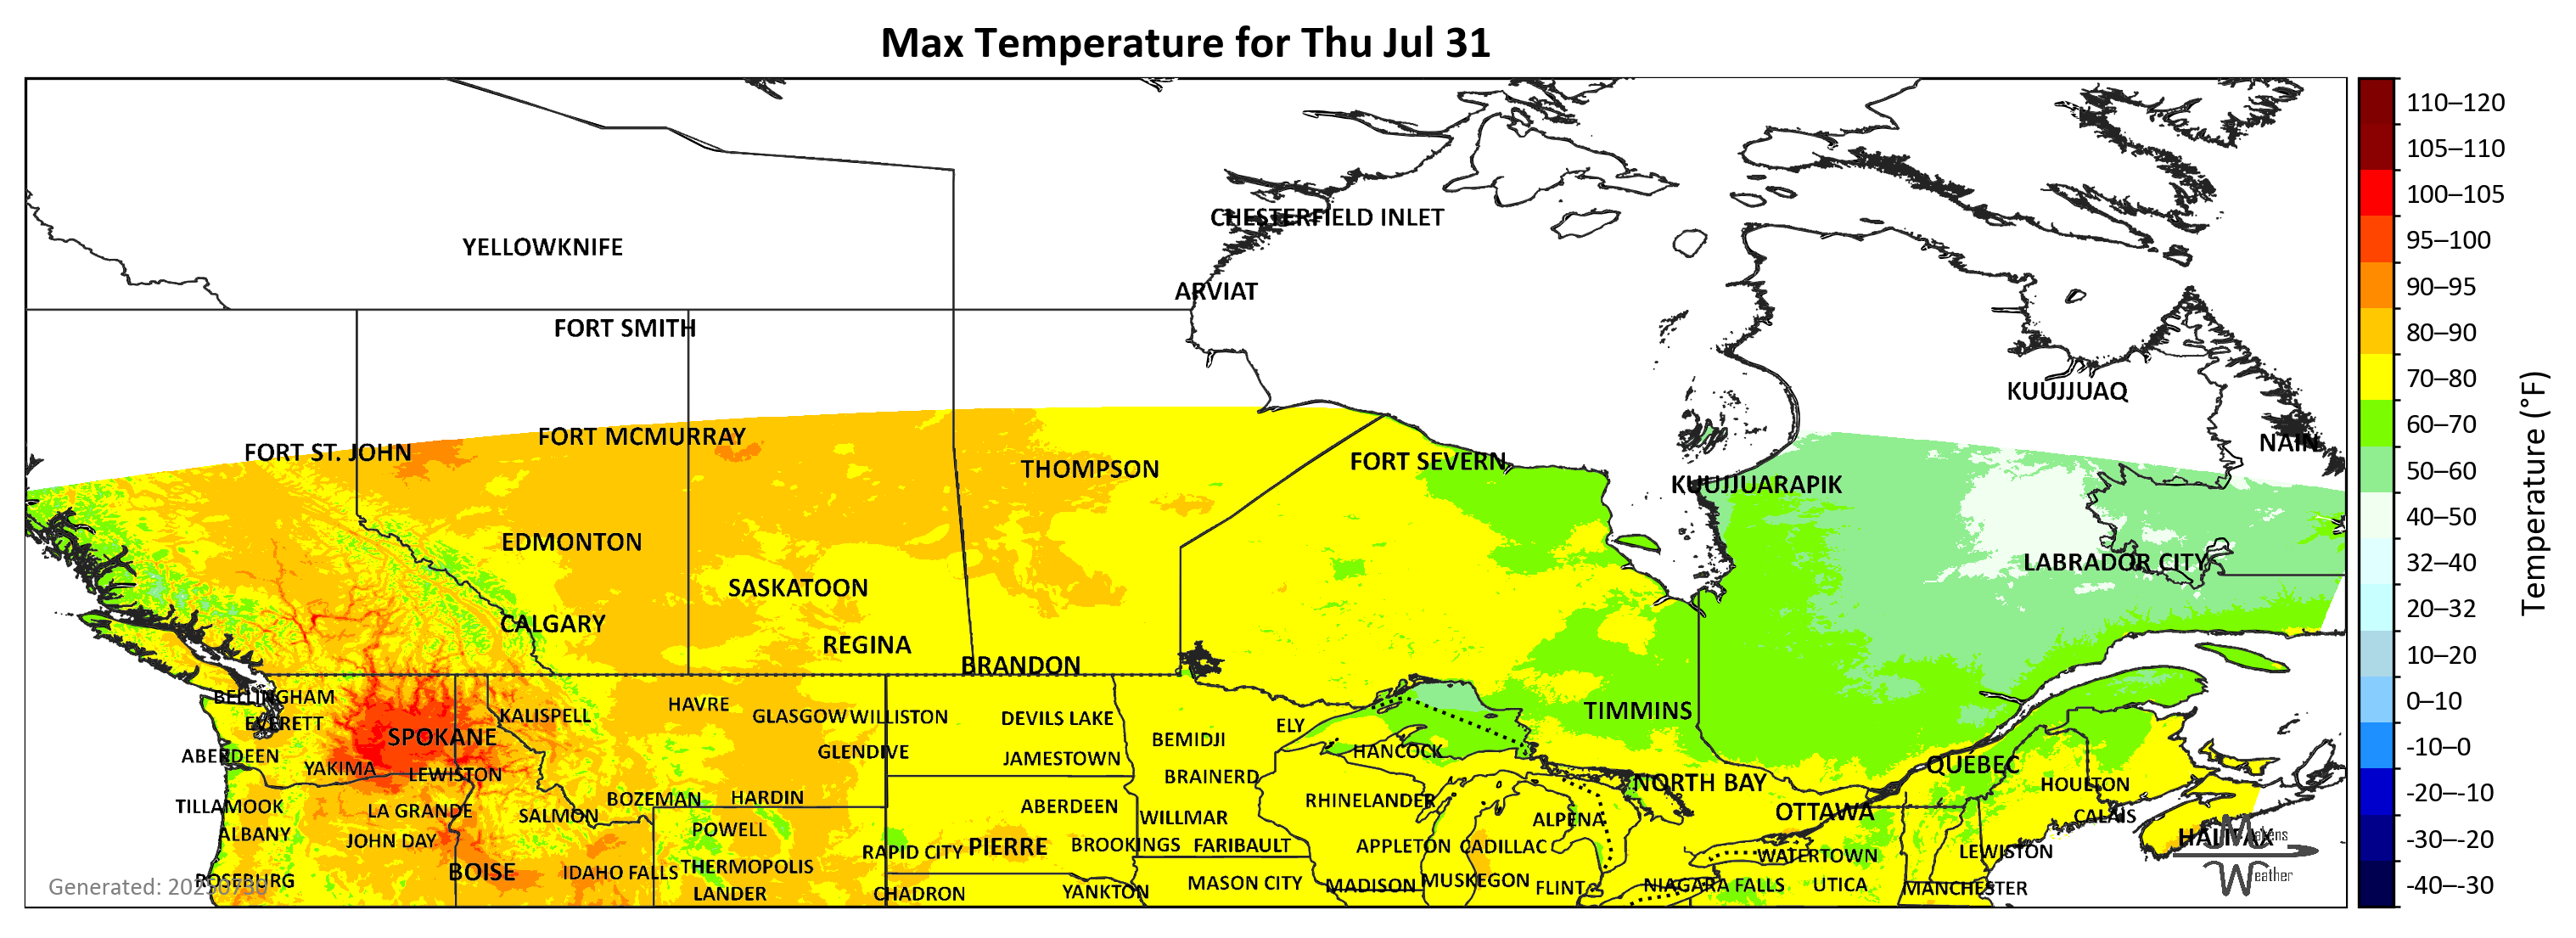 Max Temperature for Thu Jul 31
110–120
105–110
100–105
95–100
90–95
80–90
70–80
60–70
50–60
40–50
32–40
20–32
10–20
0–10
-10–0
-20–-10
-30–-20
-40–-30
Temperature (°F)
CHESTERFIELD INLET
YELLOWKNIFE
ARVIAT
FORT SMITH
KUUJJUAQ
NAIN
FORT MCMURRAY
FORT ST. JOHN
THOMPSON
FORT SEVERN
KUUJJUARAPIK
EDMONTON
LABRADOR CITY
SASKATOON
CALGARY
REGINA
BRANDON
BELLINGHAM
HAVRE
KALISPELL
GLASGOW
WILLISTON
DEVILS LAKE
TIMMINS
EVERETT
ELY
SPOKANE
BEMIDJI
ABERDEEN
GLENDIVE
JAMESTOWN
HANCOCK
QUÉBEC
YAKIMA
LEWISTON
BRAINERD
NORTH BAY
HOULTON
TILLAMOOK
LA GRANDE
SALMON
BOZEMAN
HARDIN
ABERDEEN
RHINELANDER
OTTAWA
CALAIS
WILLMAR
ALPENA
ALBANY
JOHN DAY
POWELL
HALIFAX
Makens
Weather
RAPID CITY
PIERRE
BROOKINGS
FARIBAULT
APPLETON
CADILLAC
WATERTOWN
LEWISTON
BOISE
IDAHO FALLS
THERMOPOLIS
ROSEBURG
Generated: 20250730
LANDER
CHADRON
YANKTON
MASON CITY
MADISON
MUSKEGON
FLINT
NIAGARA FALLS
UTICA
MANCHESTER